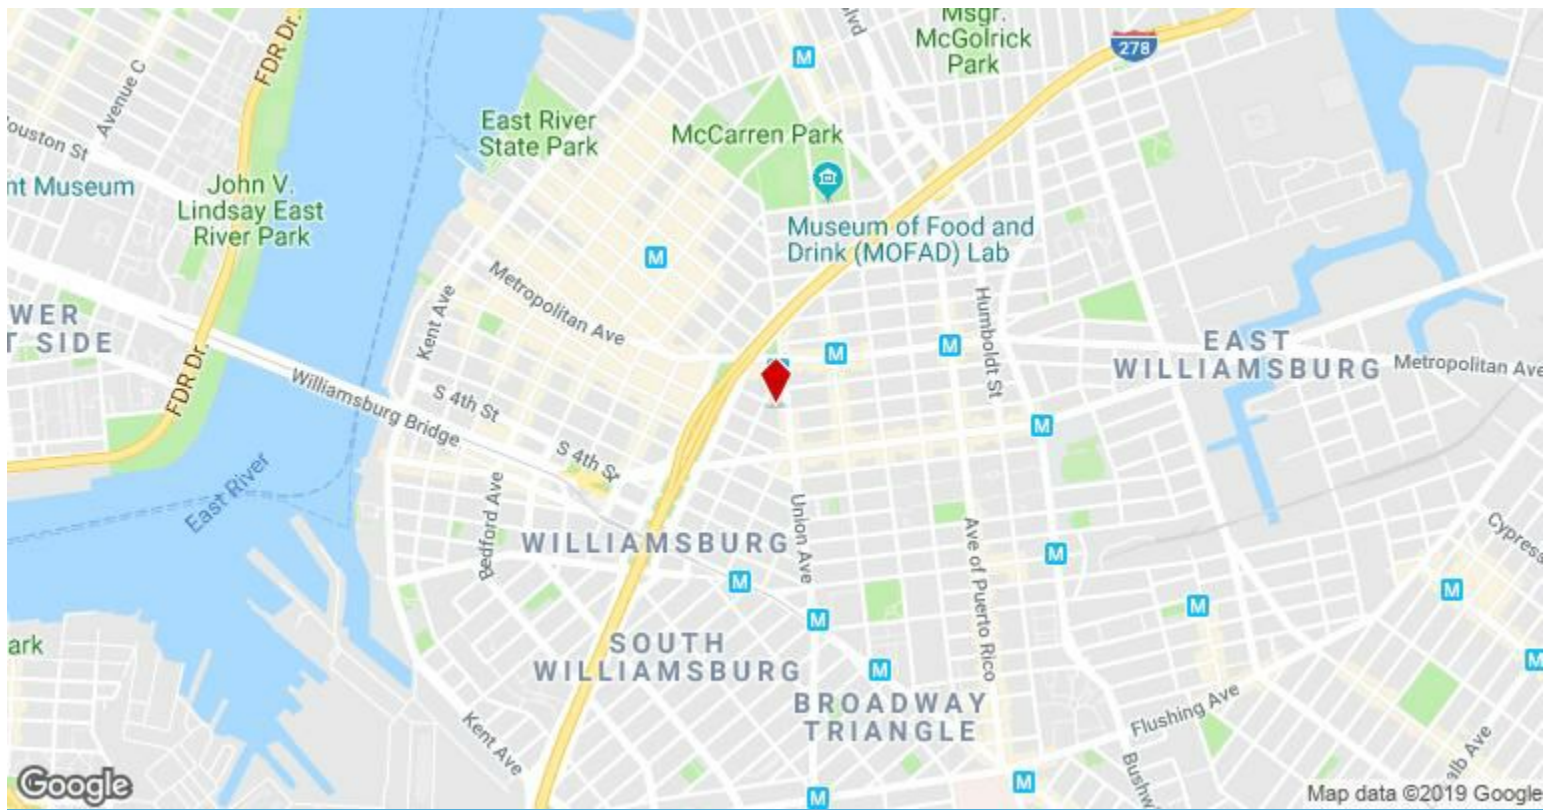 Msgr.
McGolrick
Park
278
Blvd
M
FDR Dr.
Avenue C
ouston St
East River
State Park
McCarren Park
nt Museum
John V.
Lindsay East
River Park
Museum of Food and
Drink (MOFAD) Lab
M
Metropolitan Ave
Kent Ave
Humboldt St
WER
T SIDE
FDR Dr.
M
M
EAST
WILLIAMSBURG
Metropolitan Ave
Williamsburg Bridge
S 4th St
M
S 4th St
East River
Bedford Ave
Union Ave
Ave of Puerto Rico
Cypress
WILLIAMSBURG
M
M
M
M
M
ark
SOUTH
WILLIAMSBURG
M
M
BROADWAY
TRIANGLE
Flushing Ave
Kent Ave
Bushw
alb Ave
M
M
Google
Map data ©2019 Google